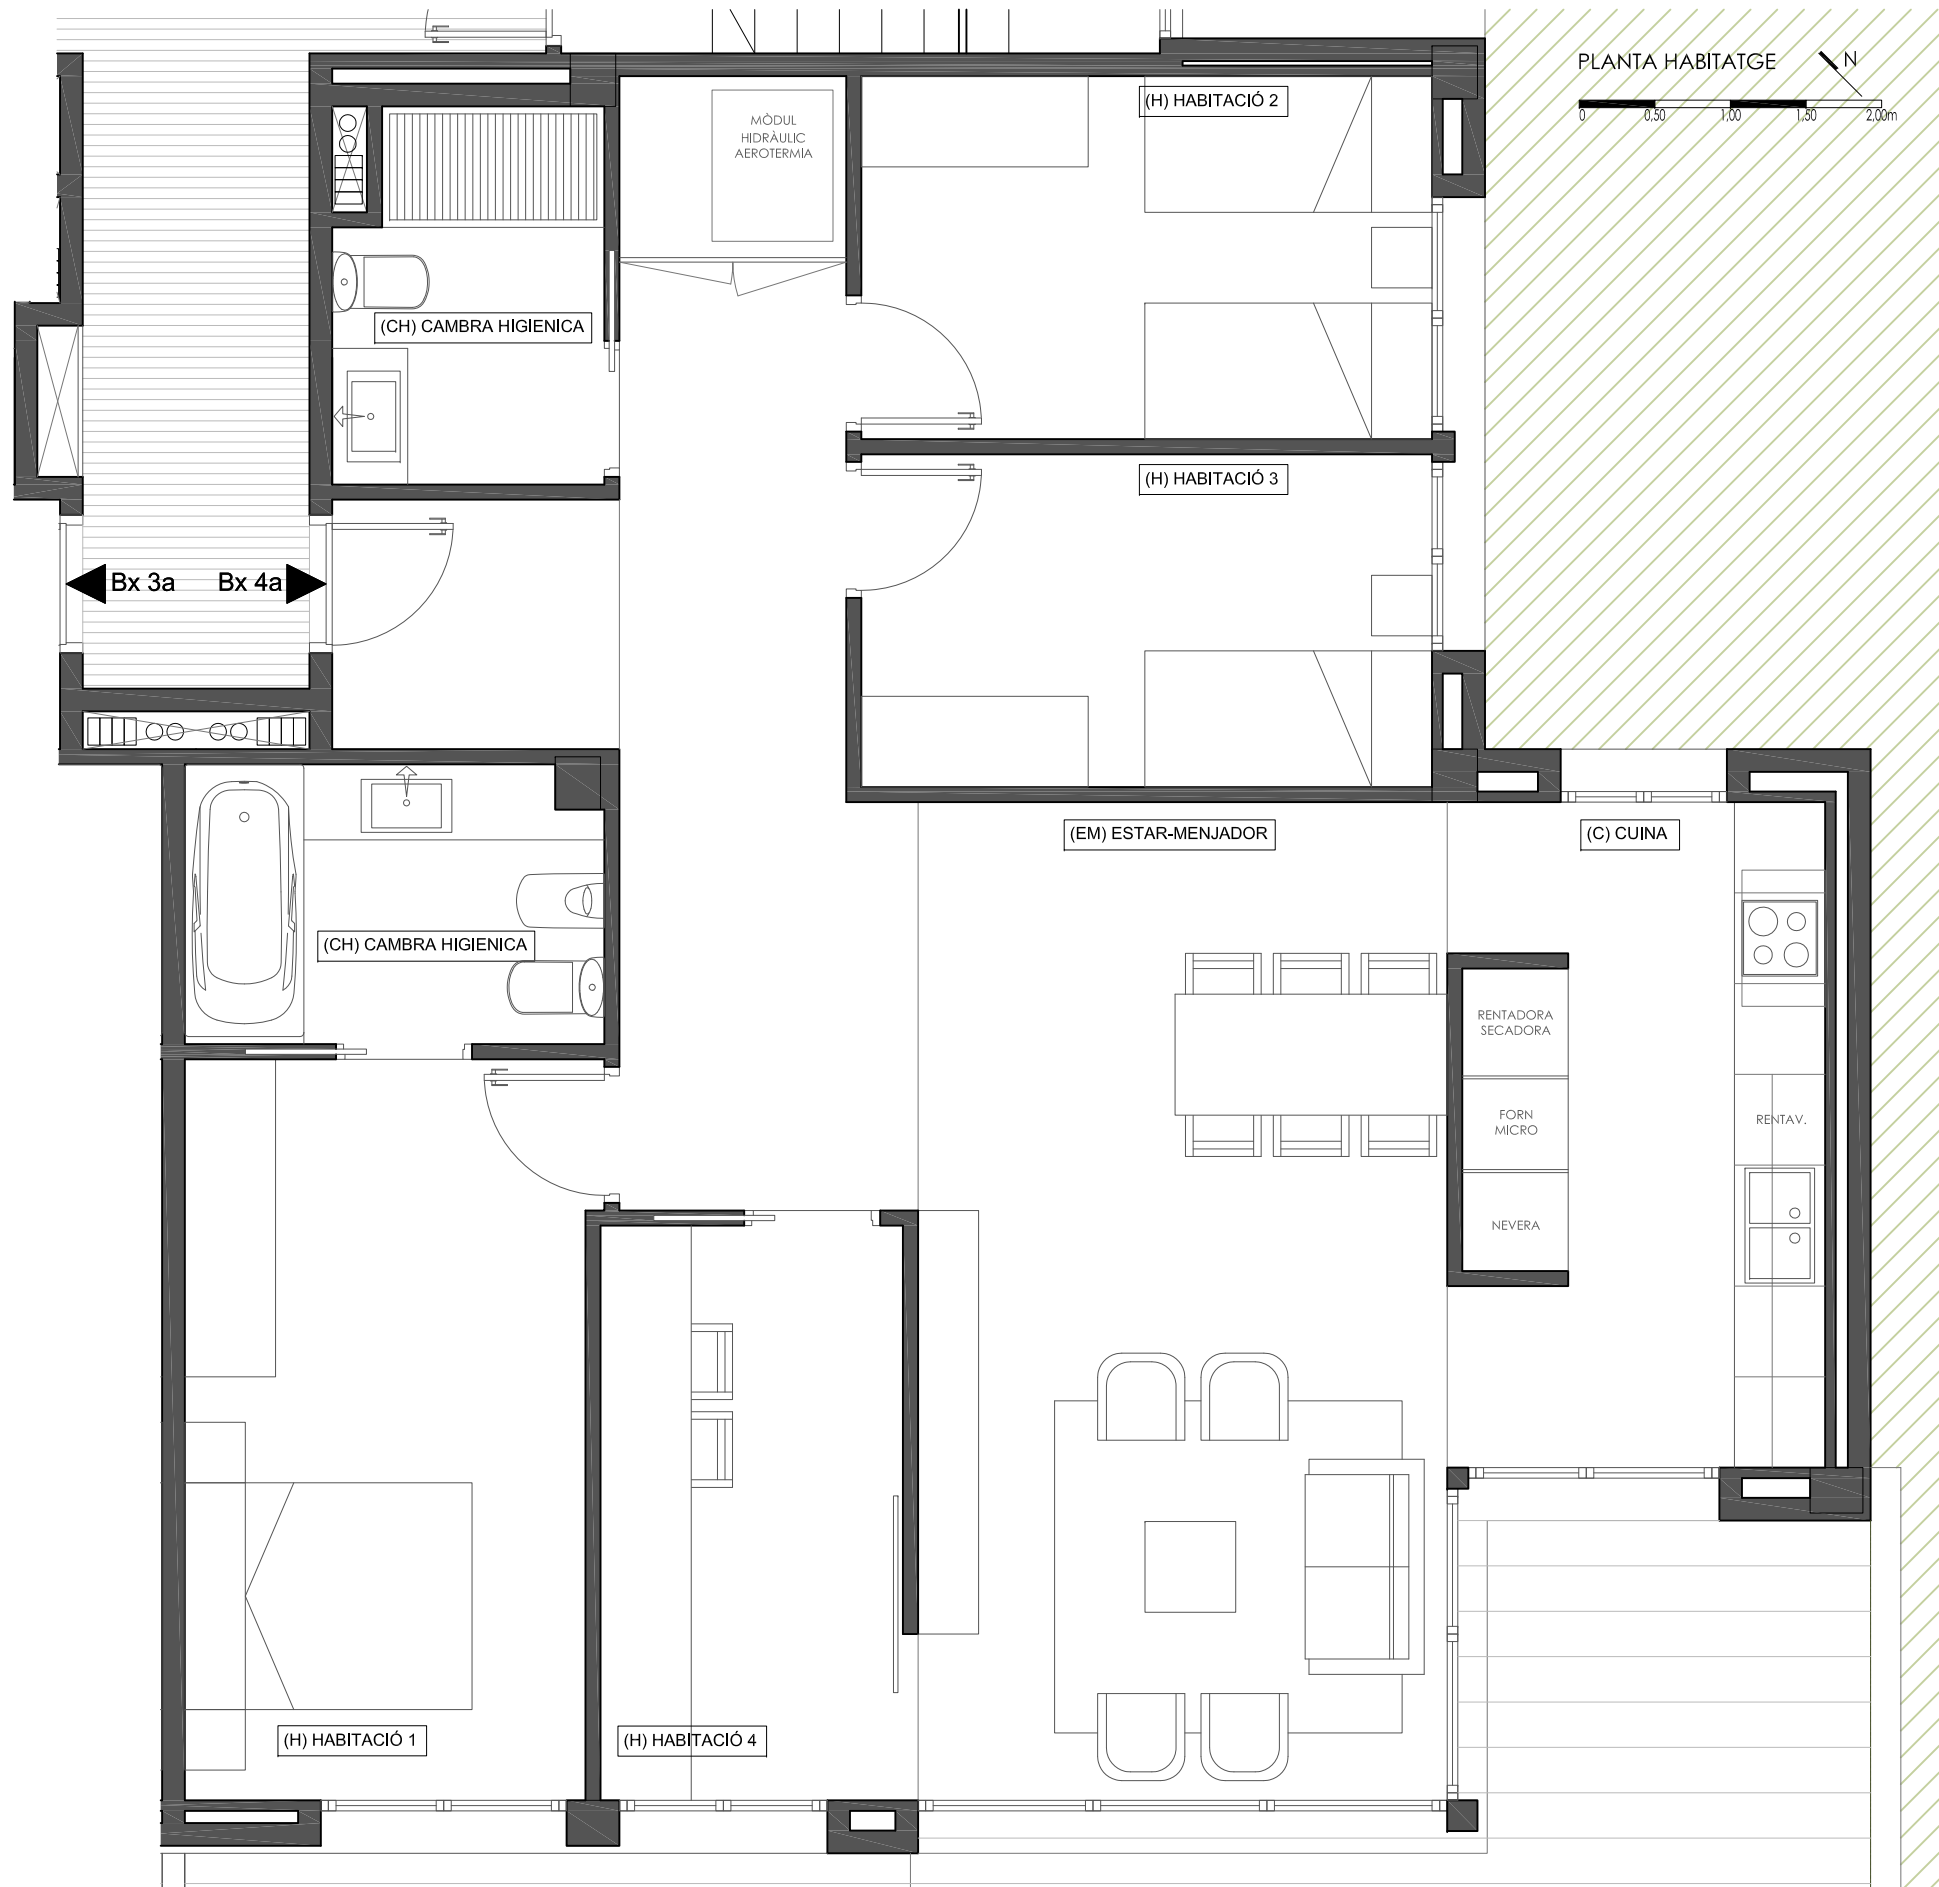 PLANTA HABITATGE
N
0 0,50 1,00 1,50 2,00m
(H) HABITACIÓ 2
MÒDUL
HIDRÀULIC
AEROTERMIA
(CH) CAMBRA HIGIENICA
(H) HABITACIÓ 3
Bx 3a Bx 4a
(EM) ESTAR-MENJADOR
(C) CUINA
(CH) CAMBRA HIGIENICA
RENTADORA
SECADORA
FORN
MICRO
RENTAV.
NEVERA
(H) HABITACIÓ 1
(H) HABITACIÓ 4